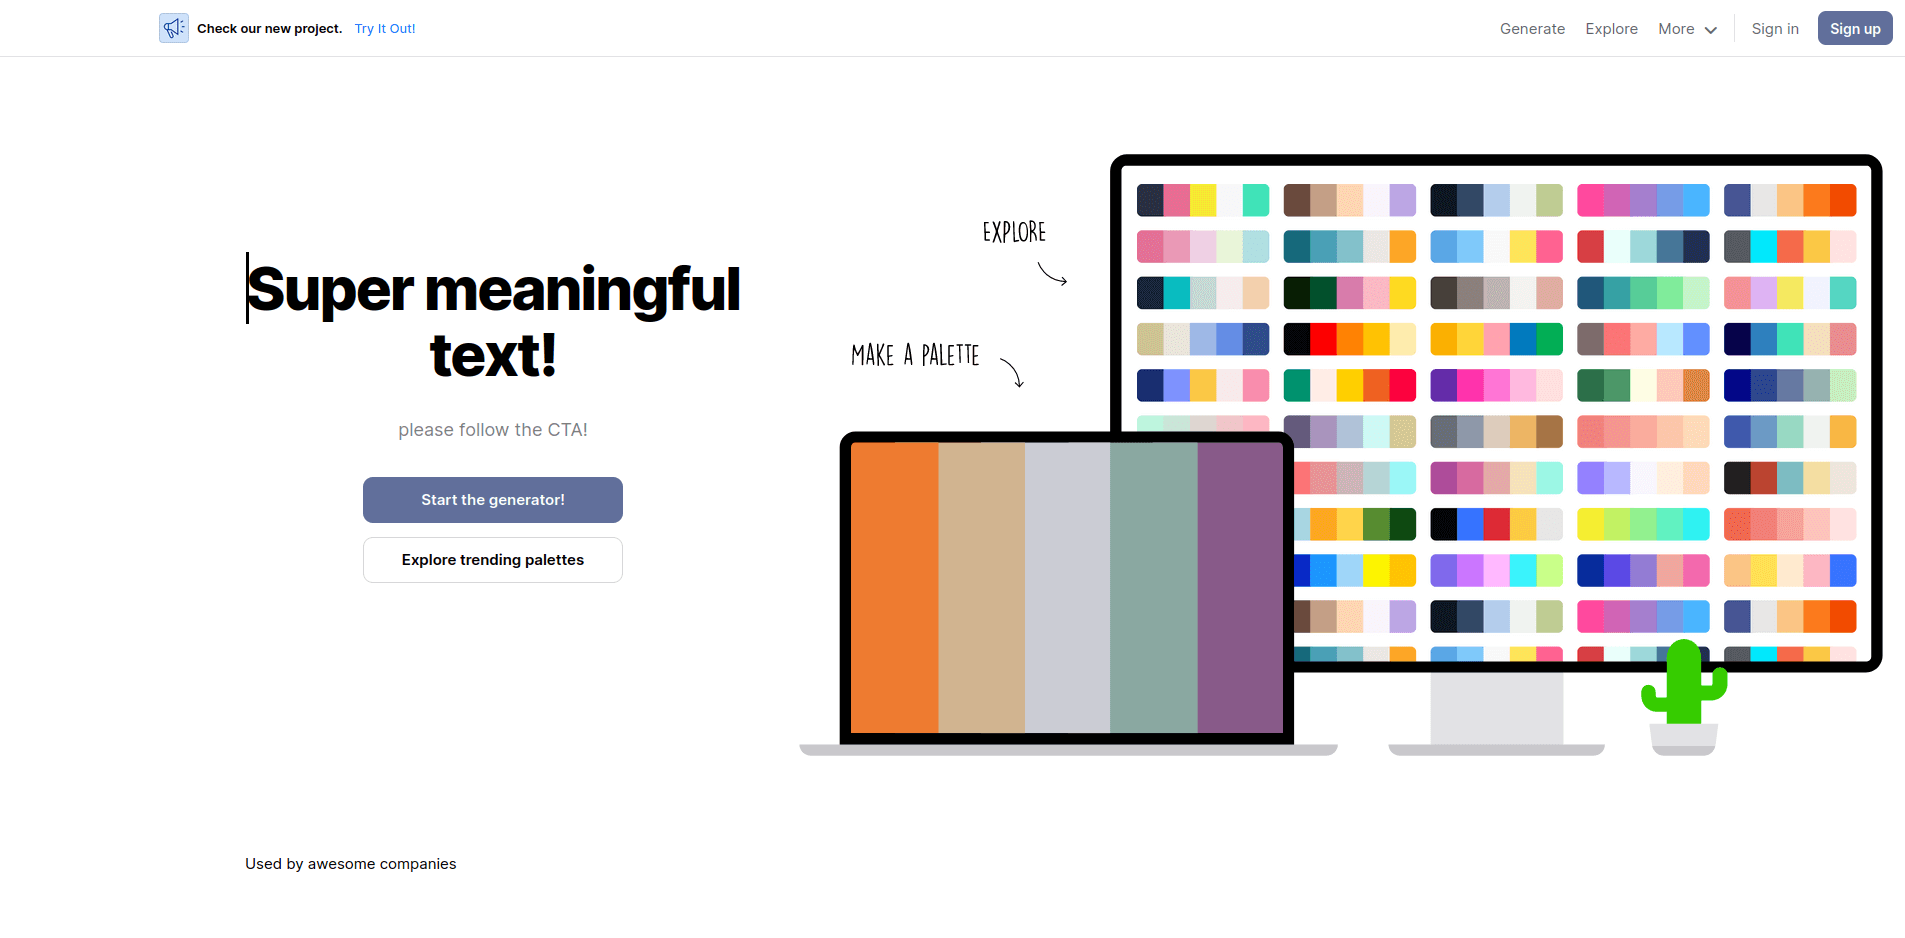 Check our new project. Try It Out!
Generate Explore More Sign in Sign up
EXPLORE
Super meaningful
text!
MAKE A PALETTE
please follow the CTA!
Start the generator!
Explore trending palettes
Used by awesome companies